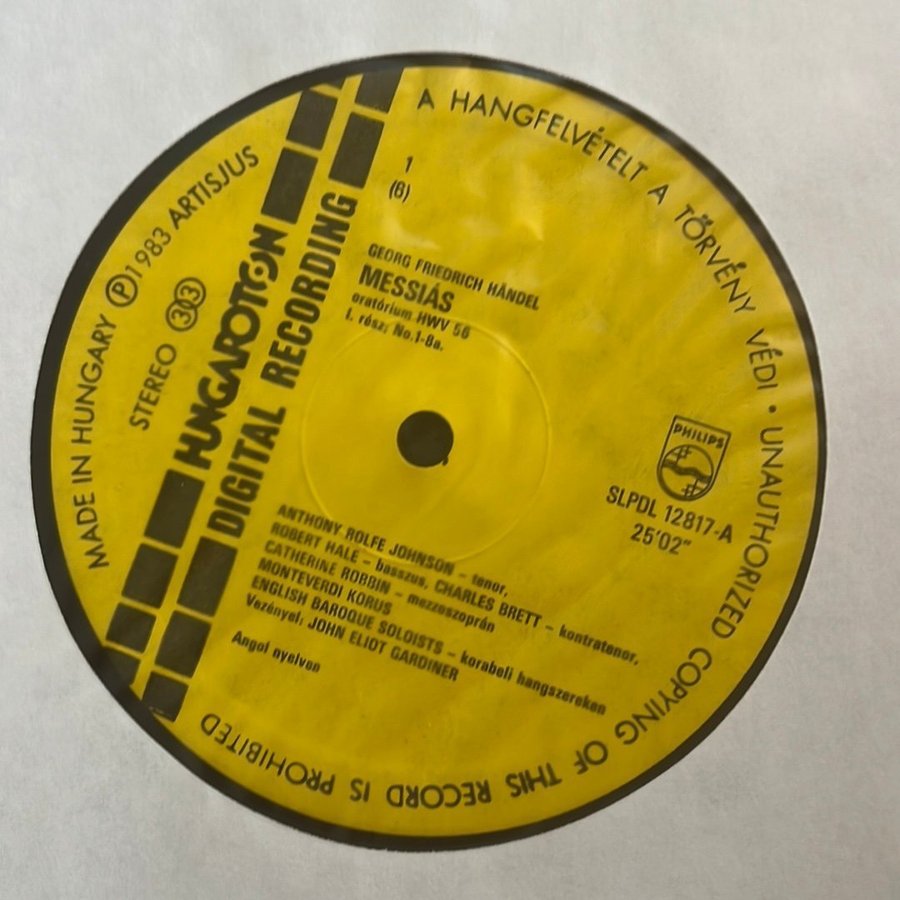 A HANGFELVÉTELT A TÖRVÉNY VÉDI • UNAUTHORIZED COPYING OF THIS RECORD IS PROHIBITED
MADE IN HUNGARY Ⓟ 1983 ARTISJUS
STEREO 33
HUNGAROTON
DIGITAL RECORDING
1
(6)
GEORG FRIEDRICH HÄNDEL
MESSIÁS
oratórium HWV 56
I. rész; No.1-8a.
PHILIPS
SLPDL 12817-A
25'02"
ANTHONY ROLFE JOHNSON – tenor,
ROBERT HALE – basszus, CHARLES BRETT – kontratenor,
CATHERINE ROBBIN – mezzoszoprán
MONTEVERDI KORUS
ENGLISH BAROQUE SOLOISTS – korabeli hangszereken
Vezényel: JOHN ELIOT GARDINER
Angol nyelven